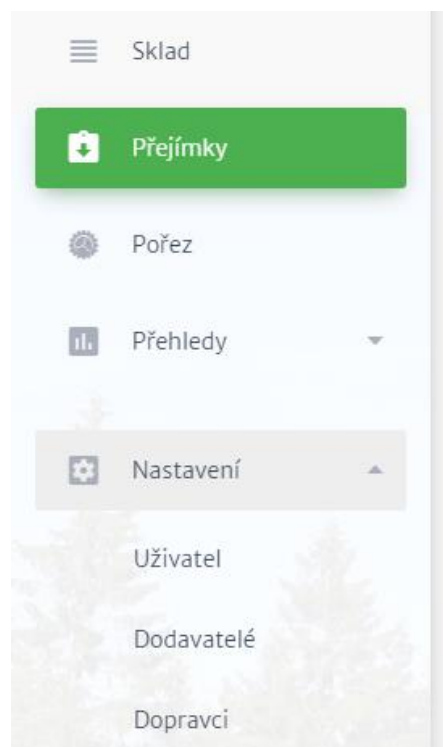 Sklad
Přejímky
Pořez
Přehledy
Nastavení
Uživatel
Dodavatelé
Dopravci